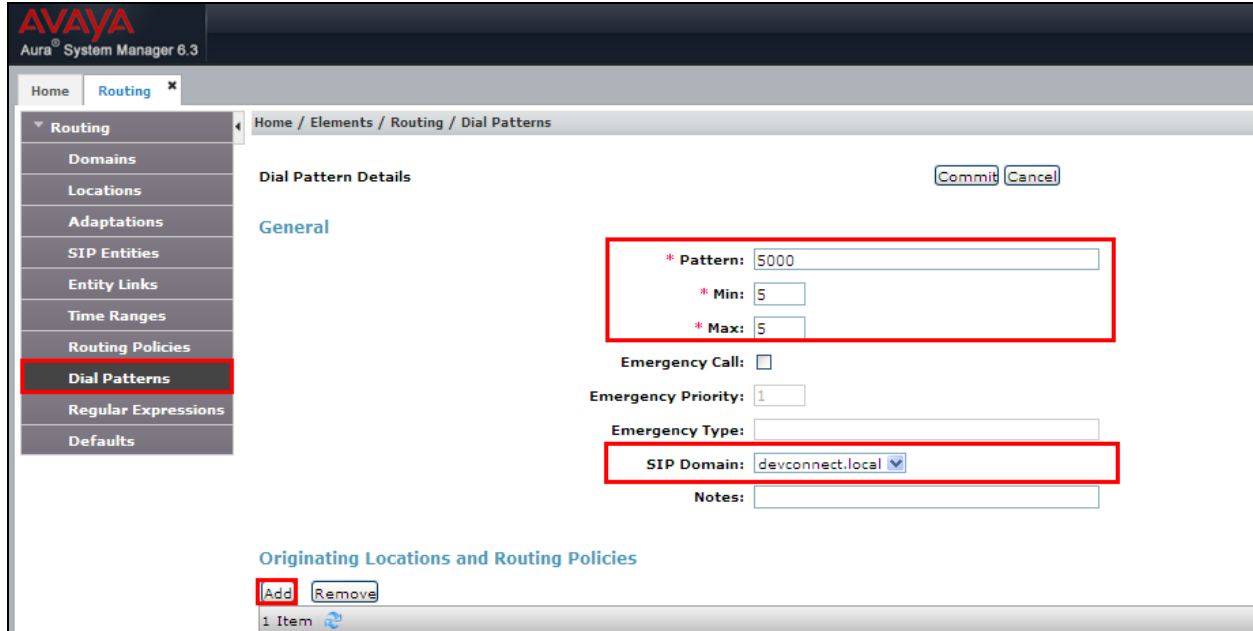 AVAYA
Aura® System Manager 6.3
Home
Routing ×
Routing
Home / Elements / Routing / Dial Patterns
Domains
Locations
Adaptations
SIP Entities
Entity Links
Time Ranges
Routing Policies
Dial Patterns
Regular Expressions
Defaults
Dial Pattern Details
Commit Cancel
General
* Pattern: 5000
* Min: 5
* Max: 5
Emergency Call:
Emergency Priority: 1
Emergency Type:
SIP Domain: devconnect.local
Notes:
Originating Locations and Routing Policies
Add Remove
1 Item